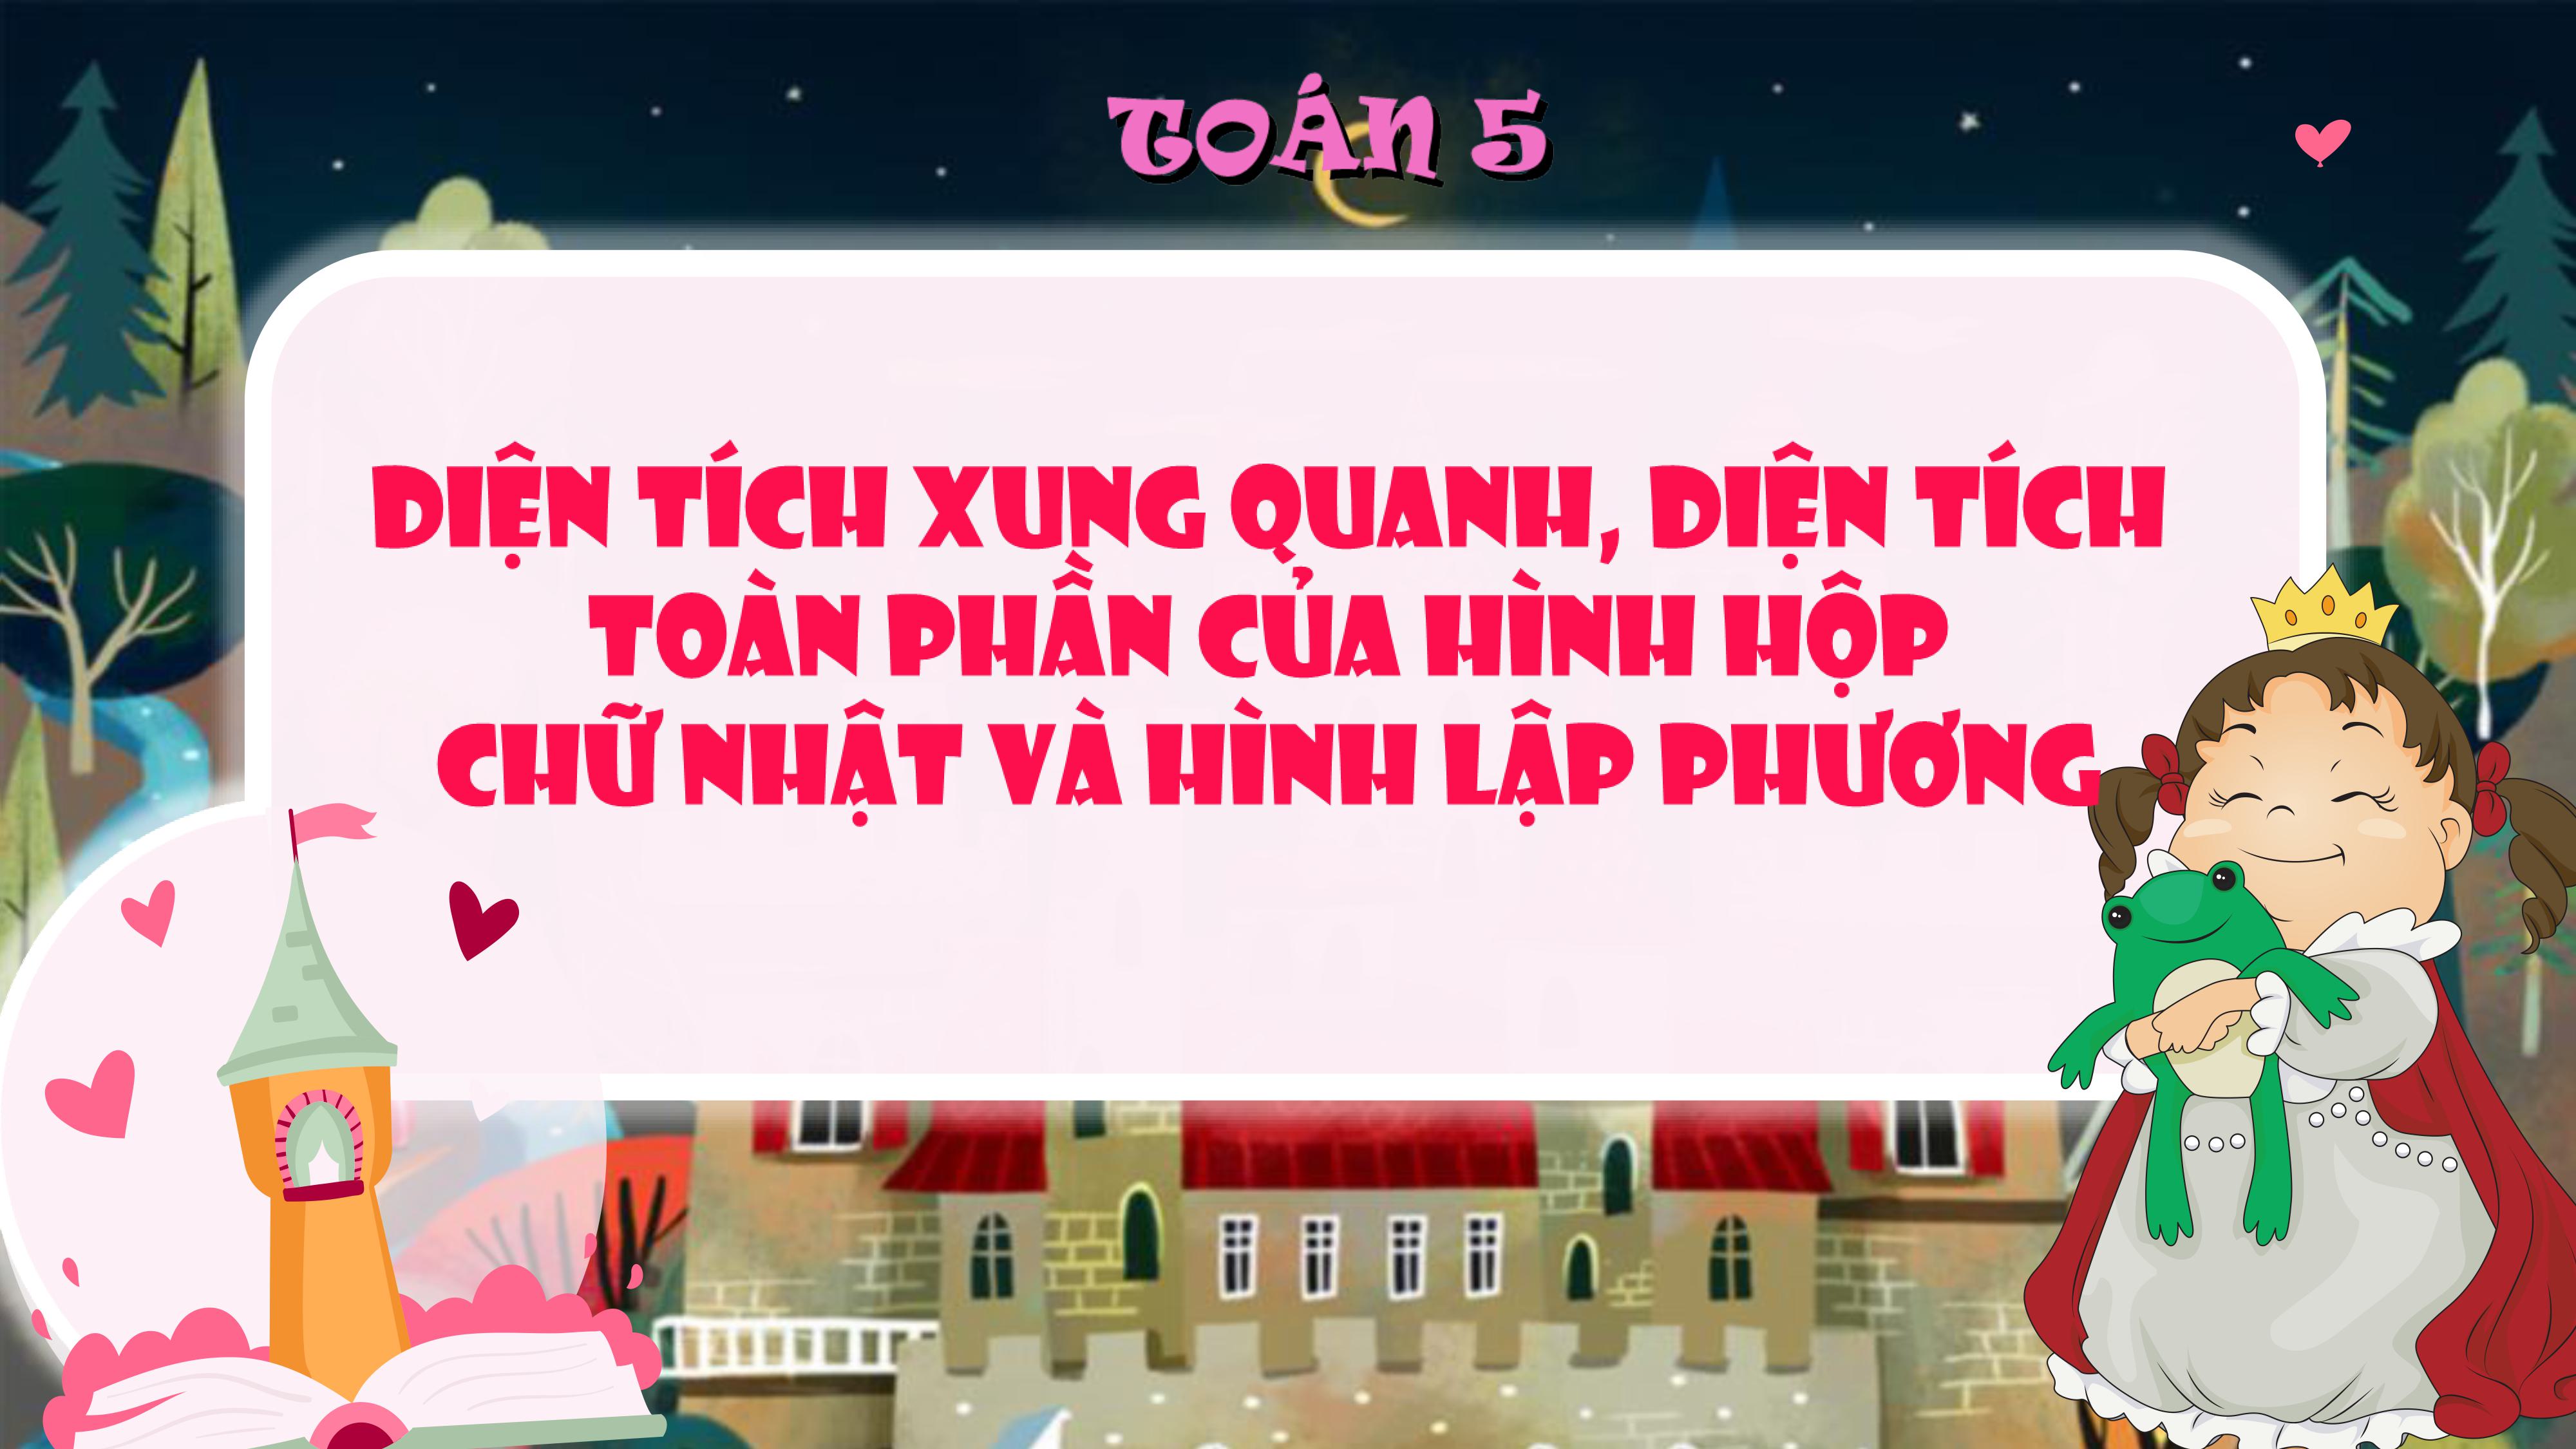 TOÁN 5
DIỆN TÍCH XUNG QUANH, DIỆN TÍCH
TOÀN PHẦN CỦA HÌNH HỘP
CHỮ NHẬT VÀ HÌNH LẬP PHƯƠNG